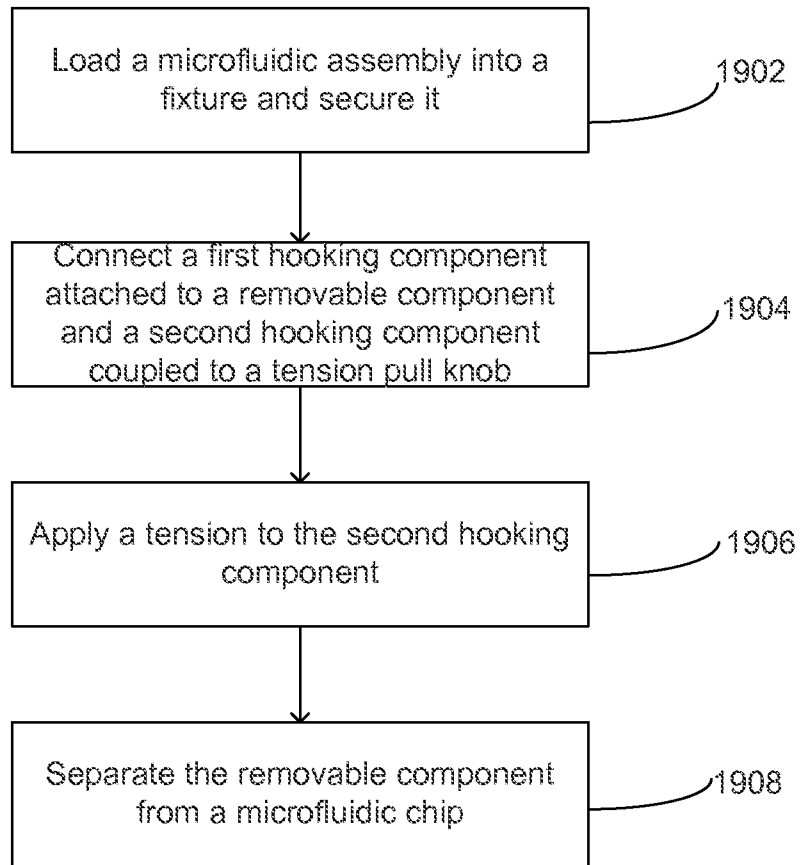 Load a microfluidic assembly into a
fixture and secure it
1902
Connect a first hooking component
attached to a removable component
and a second hooking component
coupled to a tension pull knob
1904
Apply a tension to the second hooking
component
1906
Separate the removable component
from a microfluidic chip
1908